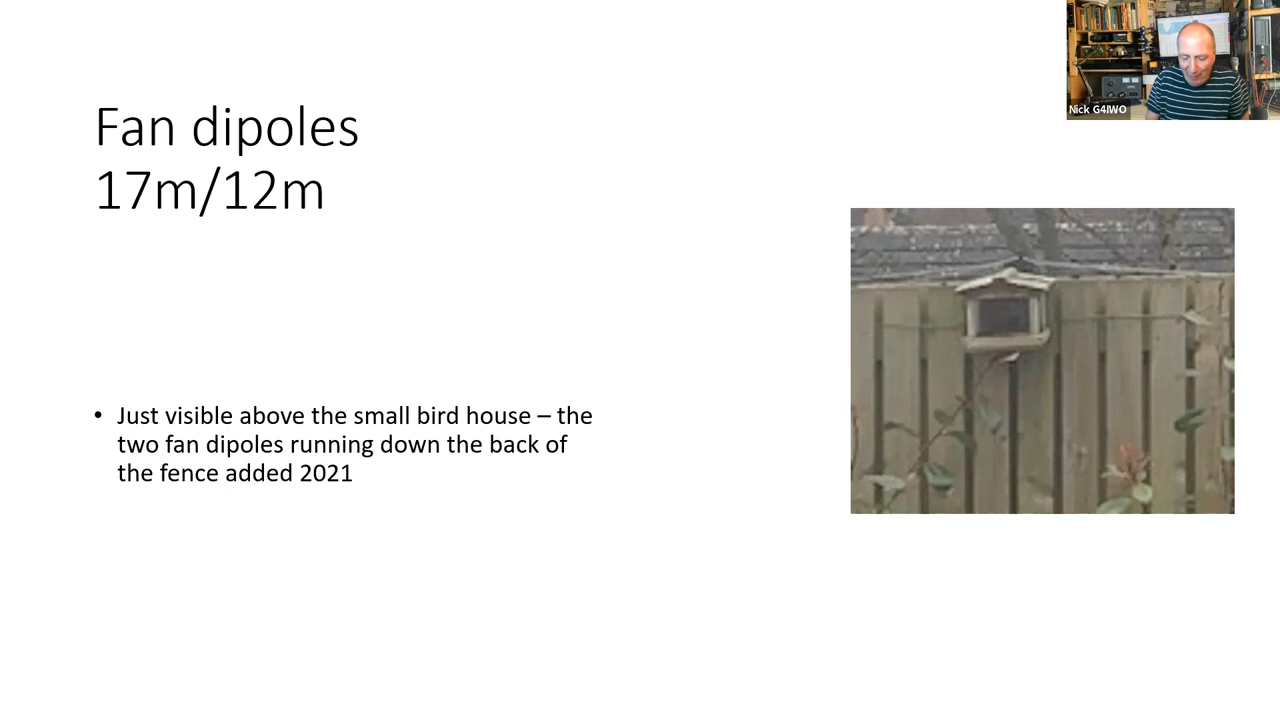 Nick G4IWO
Fan dipoles
17m/12m
• Just visible above the small bird house – the
two fan dipoles running down the back of
the fence added 2021